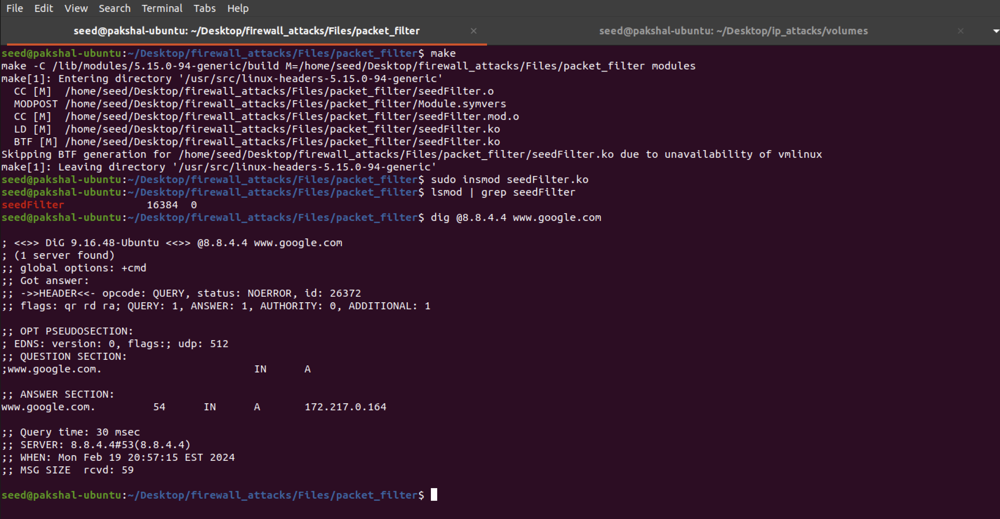 File Edit View Search Terminal Tabs Help
seed@pakshal-ubuntu: ~/Desktop/firewall_attacks/Files/packet_filter × seed@pakshal-ubuntu: ~/Desktop/ip_attacks/volumes ×
seed@pakshal-ubuntu:~/Desktop/firewall_attacks/Files/packet_filter$ make
make -C /lib/modules/5.15.0-94-generic/build M=/home/seed/Desktop/firewall_attacks/Files/packet_filter modules
make[1]: Entering directory '/usr/src/linux-headers-5.15.0-94-generic'
  CC [M]  /home/seed/Desktop/firewall_attacks/Files/packet_filter/seedFilter.o
  MODPOST /home/seed/Desktop/firewall_attacks/Files/packet_filter/Module.symvers
  CC [M]  /home/seed/Desktop/firewall_attacks/Files/packet_filter/seedFilter.mod.o
  LD [M]  /home/seed/Desktop/firewall_attacks/Files/packet_filter/seedFilter.ko
  BTF [M] /home/seed/Desktop/firewall_attacks/Files/packet_filter/seedFilter.ko
Skipping BTF generation for /home/seed/Desktop/firewall_attacks/Files/packet_filter/seedFilter.ko due to unavailability of vmlinux
make[1]: Leaving directory '/usr/src/linux-headers-5.15.0-94-generic'
seed@pakshal-ubuntu:~/Desktop/firewall_attacks/Files/packet_filter$ sudo insmod seedFilter.ko
seed@pakshal-ubuntu:~/Desktop/firewall_attacks/Files/packet_filter$ lsmod | grep seedFilter
seedFilter             16384  0
seed@pakshal-ubuntu:~/Desktop/firewall_attacks/Files/packet_filter$ dig @8.8.4.4 www.google.com
; <<>> DiG 9.16.48-Ubuntu <<>> @8.8.4.4 www.google.com
; (1 server found)
;; global options: +cmd
;; Got answer:
;; ->>HEADER<<- opcode: QUERY, status: NOERROR, id: 26372
;; flags: qr rd ra; QUERY: 1, ANSWER: 1, AUTHORITY: 0, ADDITIONAL: 1
;; OPT PSEUDOSECTION:
; EDNS: version: 0, flags:; udp: 512
;; QUESTION SECTION:
;www.google.com.                        IN      A
;; ANSWER SECTION:
www.google.com.         54      IN      A       172.217.0.164
;; Query time: 30 msec
;; SERVER: 8.8.4.4#53(8.8.4.4)
;; WHEN: Mon Feb 19 20:57:15 EST 2024
;; MSG SIZE  rcvd: 59
seed@pakshal-ubuntu:~/Desktop/firewall_attacks/Files/packet_filter$